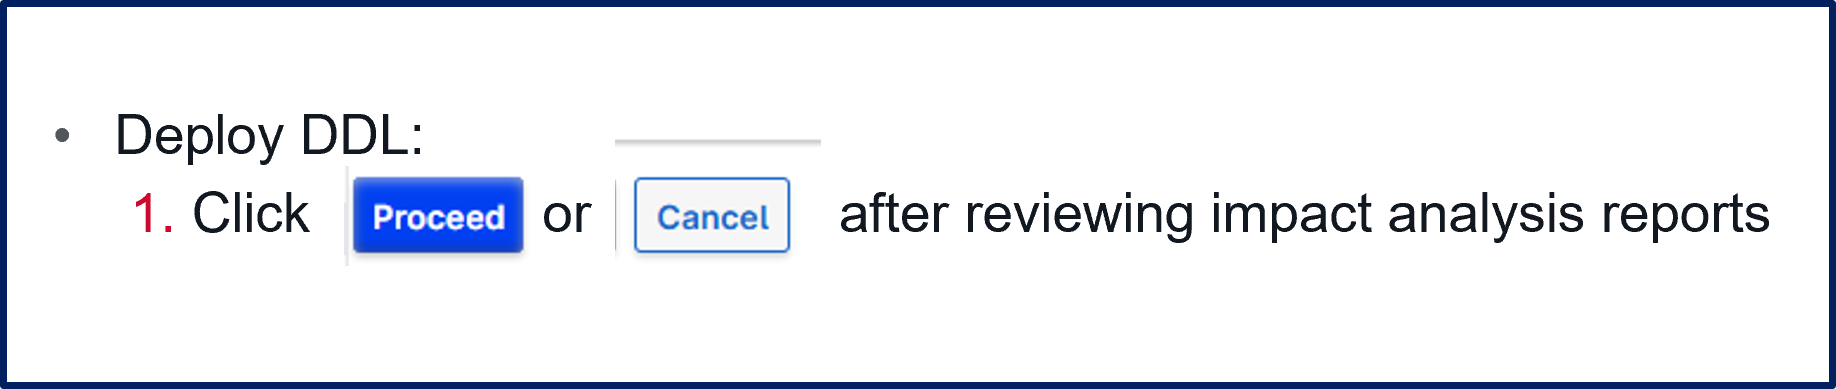 • Deploy DDL:
1. Click Proceed or Cancel after reviewing impact analysis reports